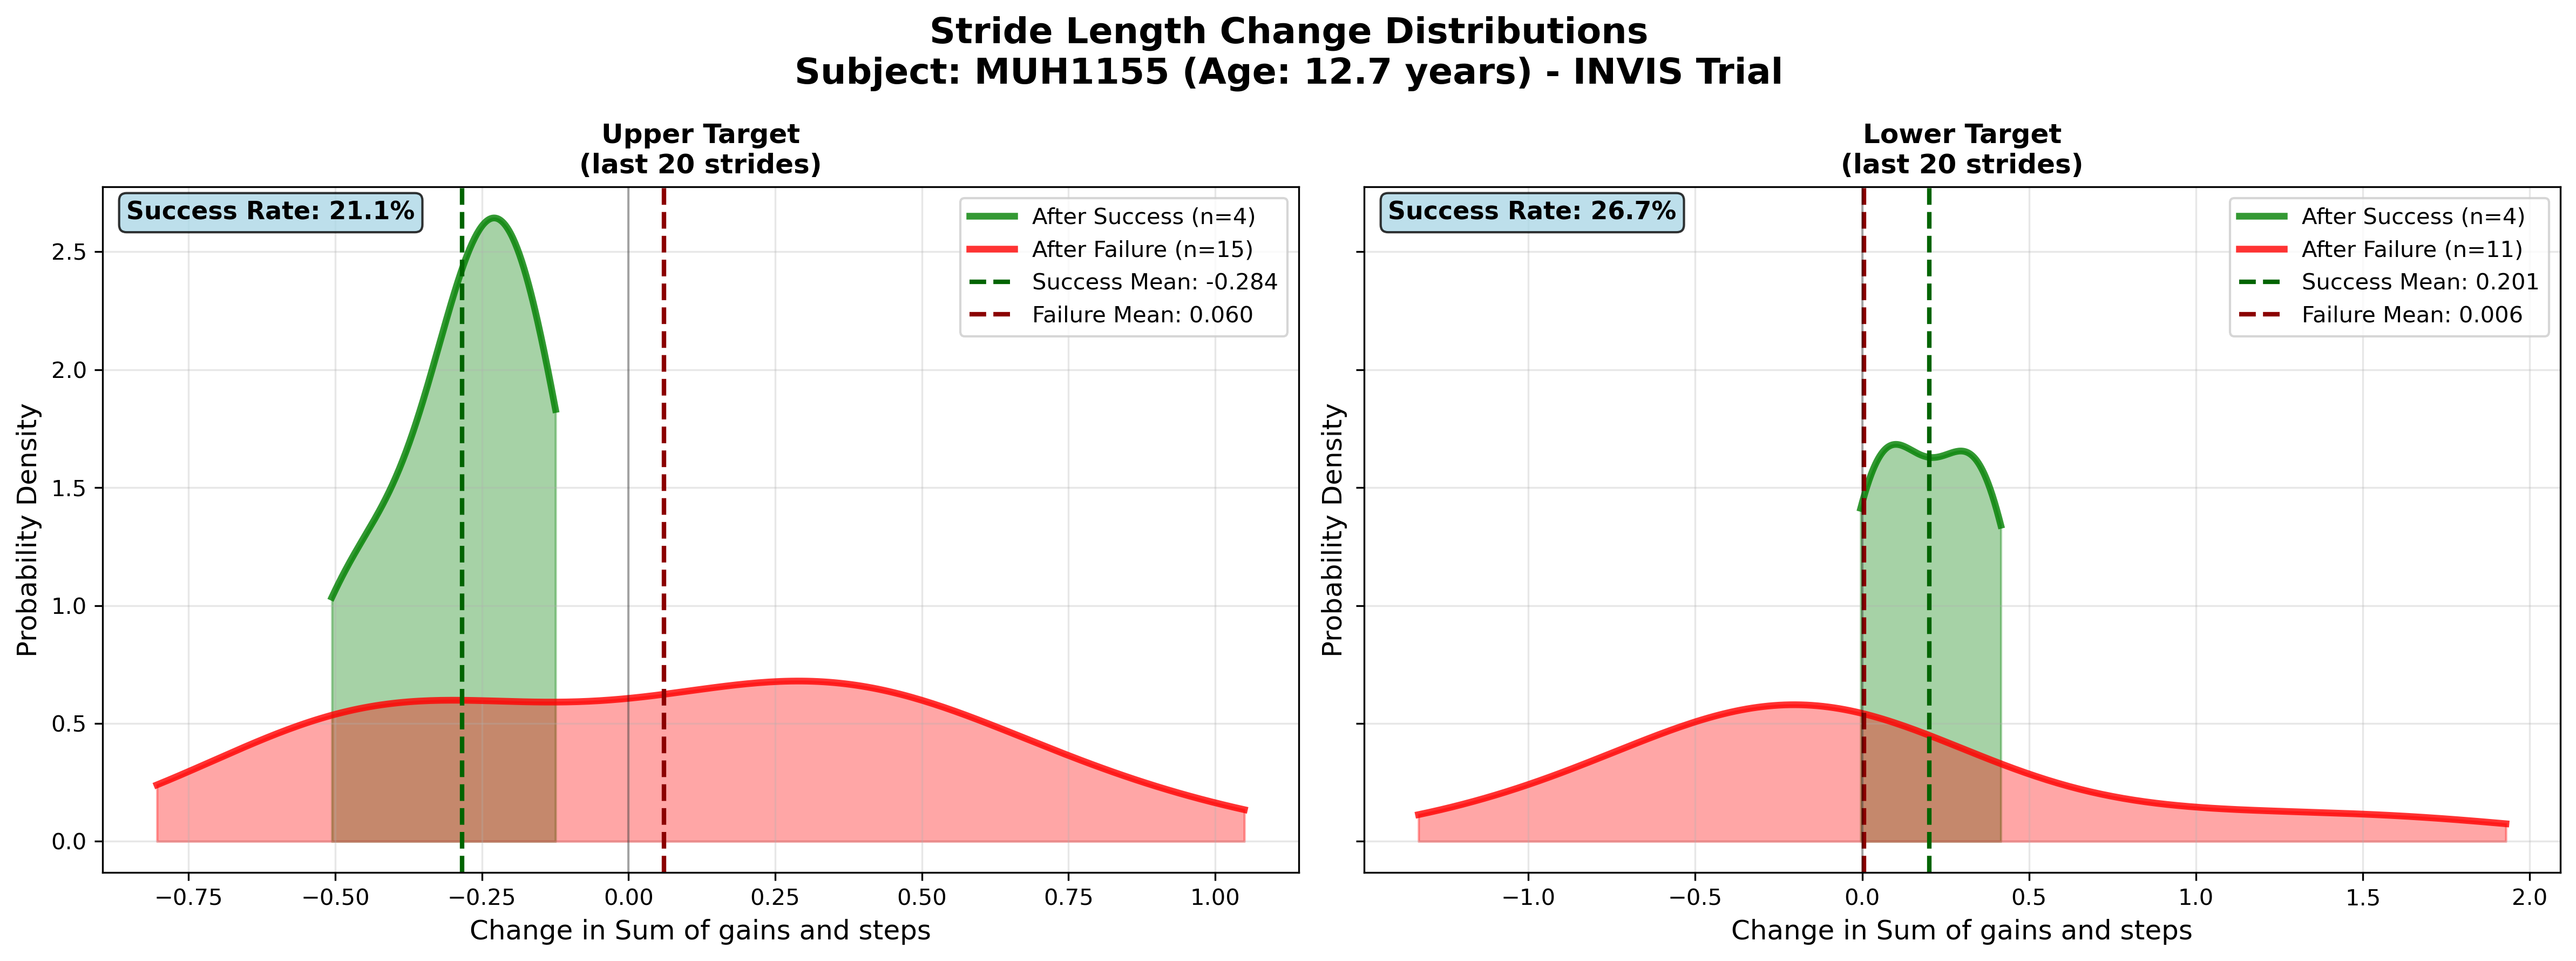 Stride Length Change Distributions
Subject: MUH1155 (Age: 12.7 years) - INVIS Trial
Upper Target
(last 20 strides)
Success Rate: 21.1%
After Success (n=4)
After Failure (n=15)
Success Mean: -0.284
Failure Mean: 0.060
Probability Density
2.5
2.0
1.5
1.0
0.5
0.0
−0.75 −0.50 −0.25 0.00 0.25 0.50 0.75 1.00
Change in Sum of gains and steps
Lower Target
(last 20 strides)
Success Rate: 26.7%
After Success (n=4)
After Failure (n=11)
Success Mean: 0.201
Failure Mean: 0.006
Probability Density
−1.0 −0.5 0.0 0.5 1.0 1.5 2.0
Change in Sum of gains and steps